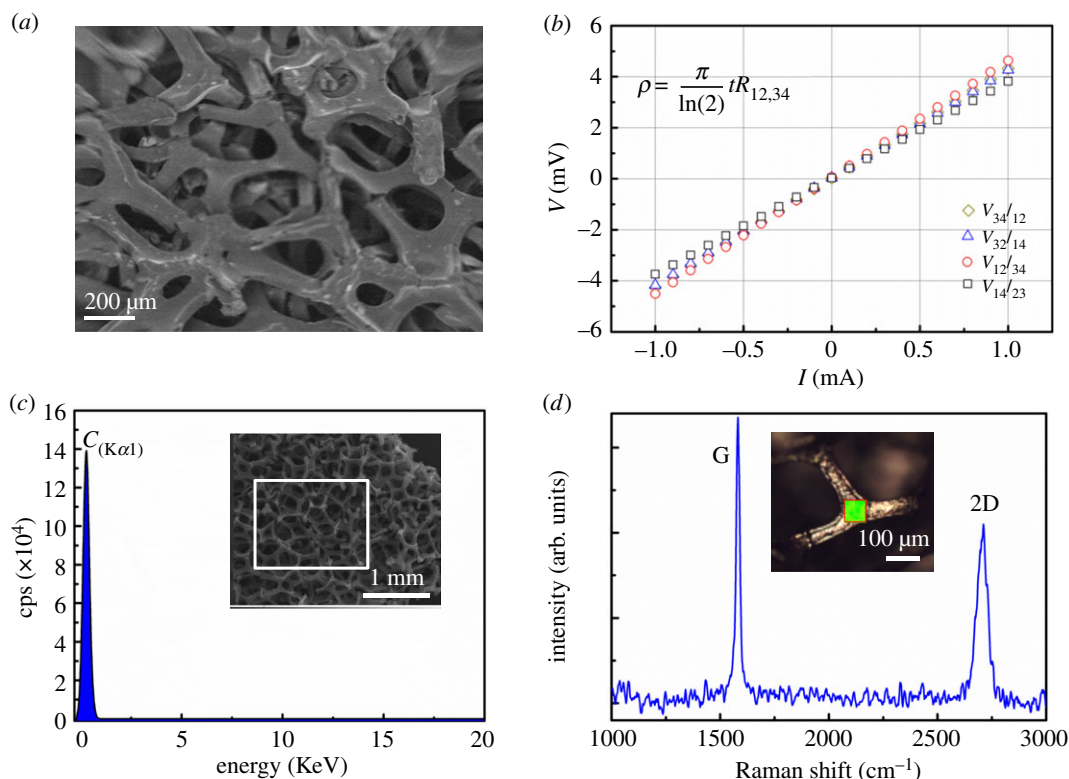 (a)
200 µm
(b)
6
4
2
0
–2
–4
–6
V (mV)
ρ = π/ln(2) tR12,34
V34/12
V32/14
V12/34
V14/23
–1.0 –0.5 0 0.5 1.0
I (mA)
(c)
16
14
12
10
8
6
4
2
0
cps (×10⁴)
C(Kα1)
1 mm
0 5 10 15 20
energy (KeV)
(d)
intensity (arb. units)
G
2D
100 µm
1000 1500 2000 2500 3000
Raman shift (cm⁻¹)